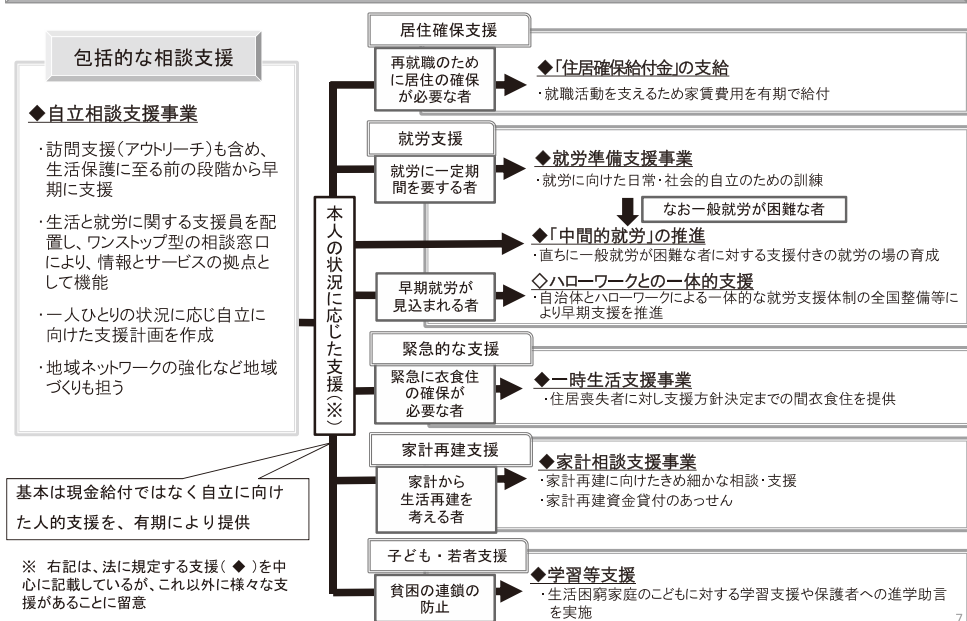 包括的な相談支援
◆自立相談支援事業
・訪問支援(アウトリーチ)も含め、
生活保護に至る前の段階から早
期に支援
・生活と就労に関する支援員を配
置し、ワンストップ型の相談窓口
により、情報とサービスの拠点と
して機能
・一人ひとりの状況に応じ自立に
向けた支援計画を作成
・地域ネットワークの強化など地域
づくりも担う
基本は現金給付ではなく自立に向け
た人的支援を、有期により提供
※ 右記は、法に規定する支援(◆)を中
心に記載しているが、これ以外に様々な支
援があることに留意
本人の状況に応じた支援(※)
居住確保支援
再就職のため
に居住の確保
が必要な者
◆「住居確保給付金」の支給
・就職活動を支えるため家賃費用を有期で給付
就労支援
就労に一定期
間を要する者
◆就労準備支援事業
・就労に向けた日常・社会的自立のための訓練
なお一般就労が困難な者
◆「中間的就労」の推進
・直ちに一般就労が困難な者に対する支援付きの就労の場の育成
早期就労が
見込まれる者
◇ハローワークとの一体的支援
・自治体とハローワークによる一体的な就労支援体制の全国整備等に
より早期支援を推進
緊急的な支援
緊急に衣食住
の確保が
必要な者
◆一時生活支援事業
・住居喪失者に対し支援方針決定までの間衣食住を提供
家計再建支援
家計から
生活再建を
考える者
◆家計相談支援事業
・家計再建に向けたきめ細かな相談・支援
・家計再建資金貸付のあっせん
子ども・若者支援
貧困の連鎖の
防止
◆学習等支援
・生活困窮家庭のこどもに対する学習支援や保護者への進学助言
を実施
7